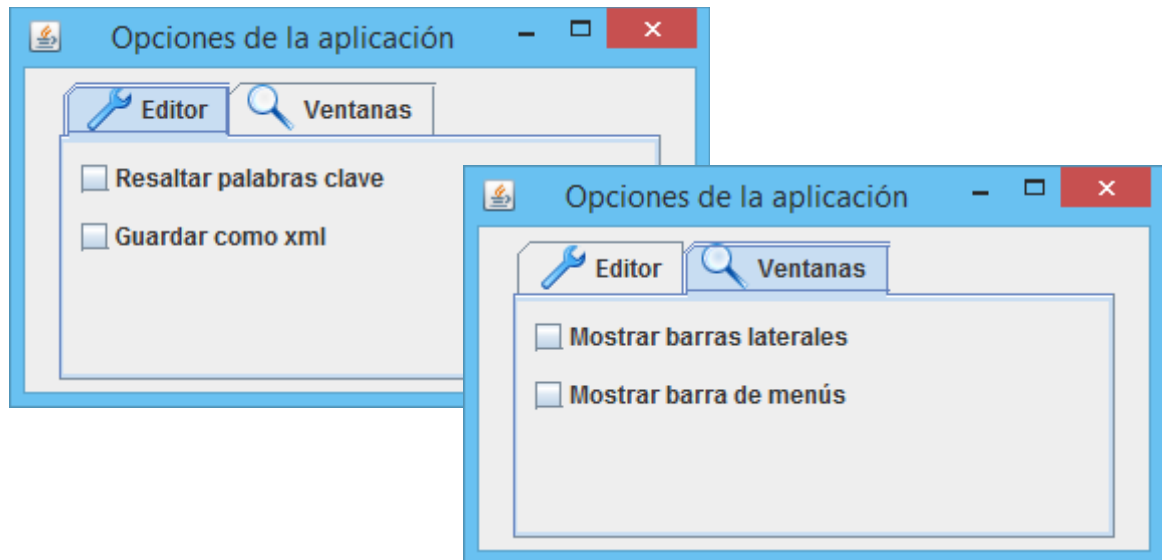 Opciones de la aplicación
Editor
Ventanas
Resaltar palabras clave
Guardar como xml
Opciones de la aplicación
Editor
Ventanas
Mostrar barras laterales
Mostrar barra de menús